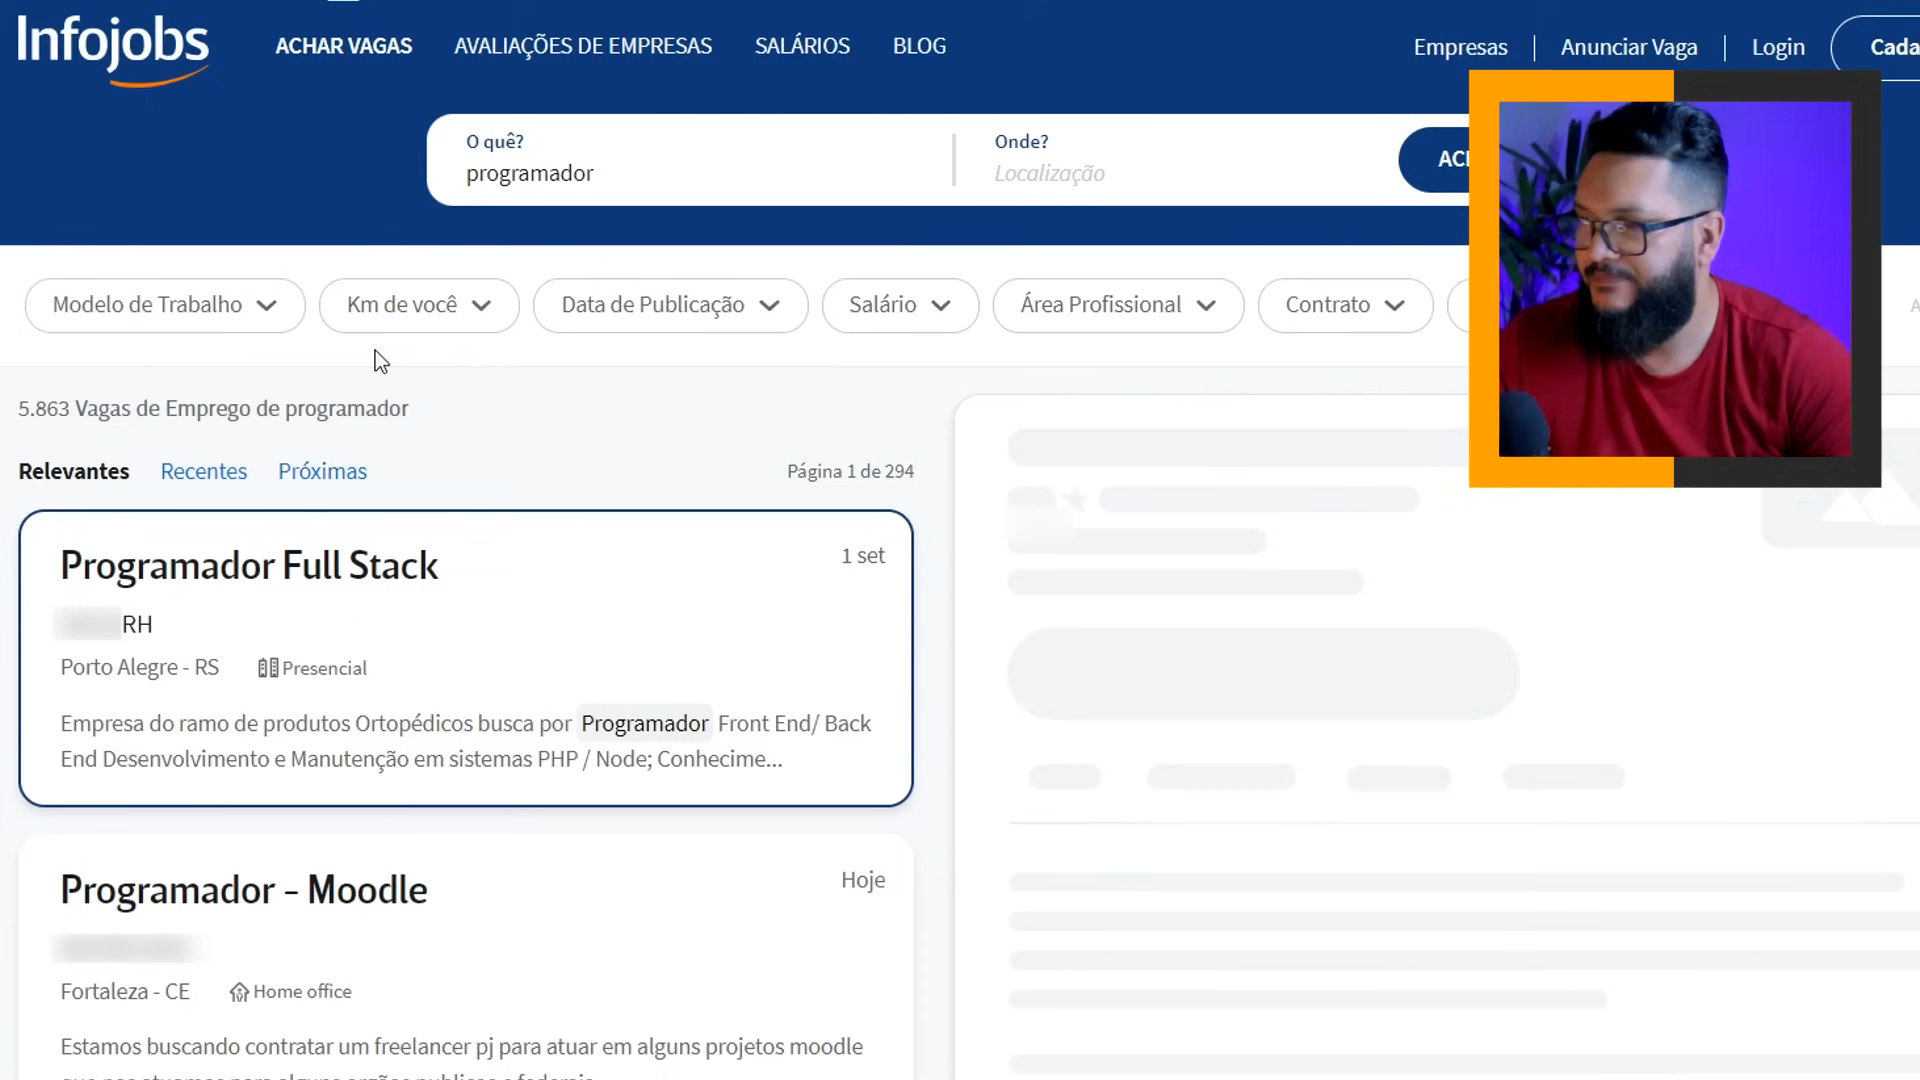 Infojobs
ACHAR VAGAS
AVALIAÇÕES DE EMPRESAS
SALÁRIOS
BLOG
Empresas
Anunciar Vaga
Login
Cada
O quê?
programador
Onde?
Localização
Modelo de Trabalho
Km de você
Data de Publicação
Salário
Área Profissional
Contrato
5.863 Vagas de Emprego de programador
Relevantes
Recentes
Próximas
Página 1 de 294
Programador Full Stack
1 set
RH
Porto Alegre - RS
Presencial
Empresa do ramo de produtos Ortopédicos busca por Programador Front End/ Back
End Desenvolvimento e Manutenção em sistemas PHP / Node; Conhecime...
Programador - Moodle
Hoje
Fortaleza - CE
Home office
Estamos buscando contratar um freelancer pj para atuar em alguns projetos moodle